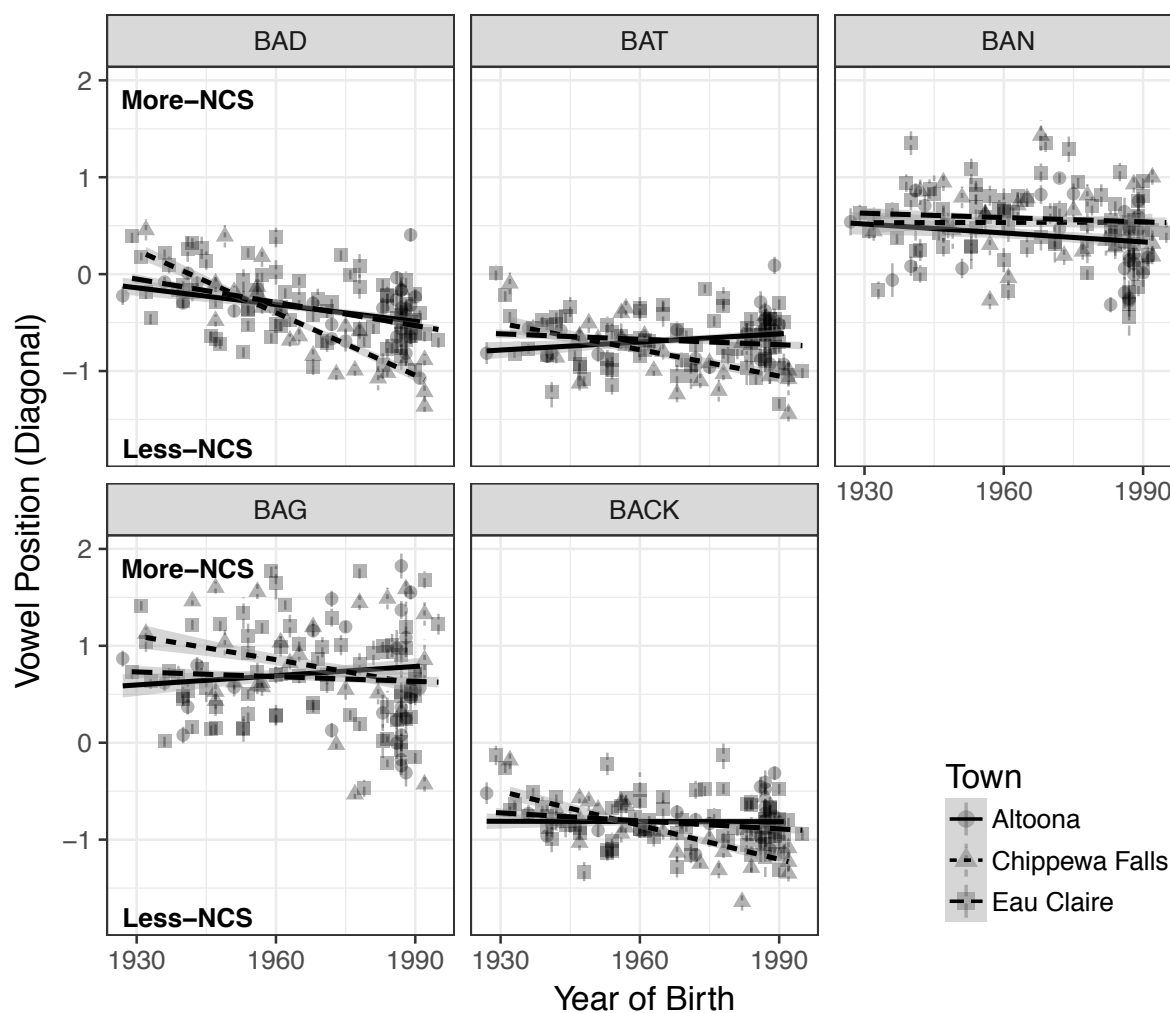 BAD
BAT
BAN
2
1
0
−1
More−NCS
Less−NCS
1930
1960
1990
BAG
BACK
2
1
0
−1
More−NCS
Less−NCS
1930
1960
1990
1930
1960
1990
Vowel Position (Diagonal)
Year of Birth
Town
Altoona
Chippewa Falls
Eau Claire